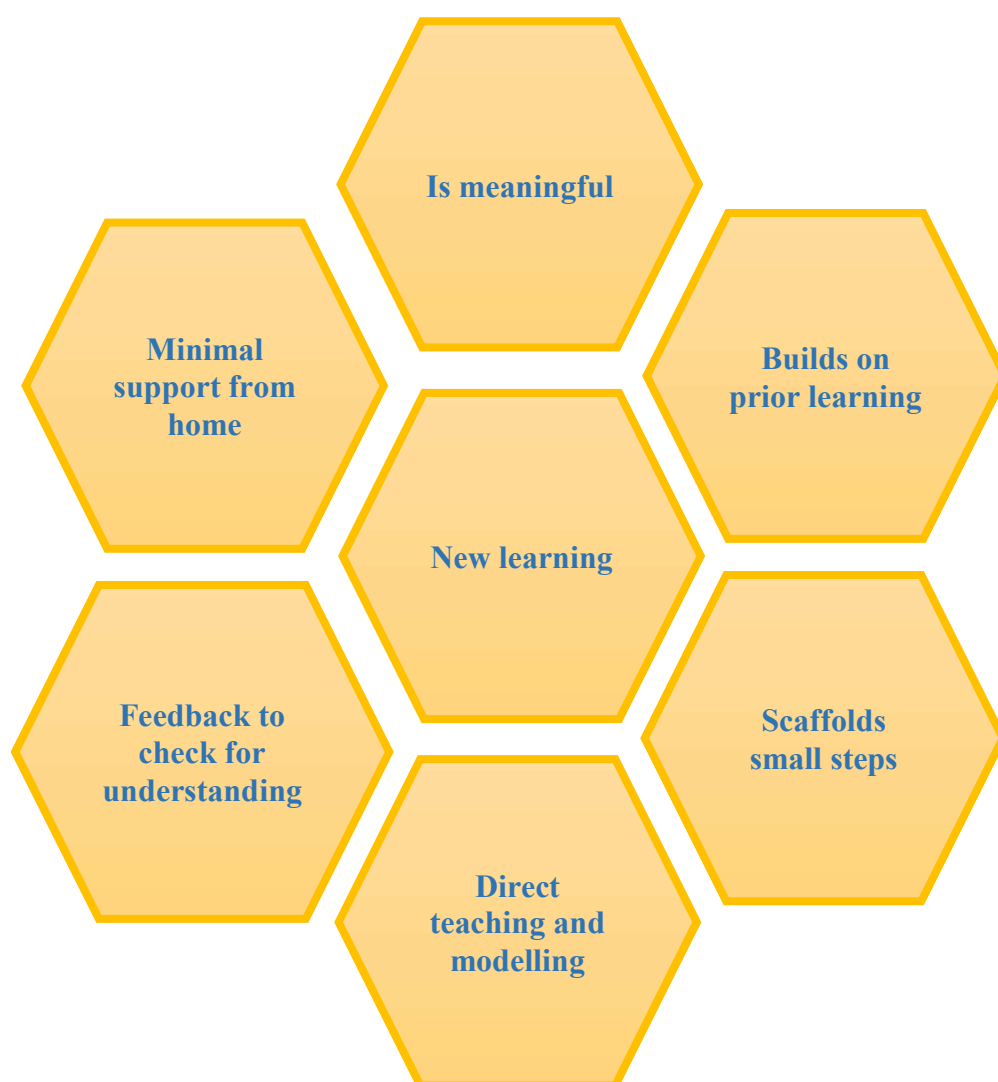 Is meaningful
Minimal
support from
home
Builds on
prior learning
New learning
Feedback to
check for
understanding
Scaffolds
small steps
Direct
teaching and
modelling